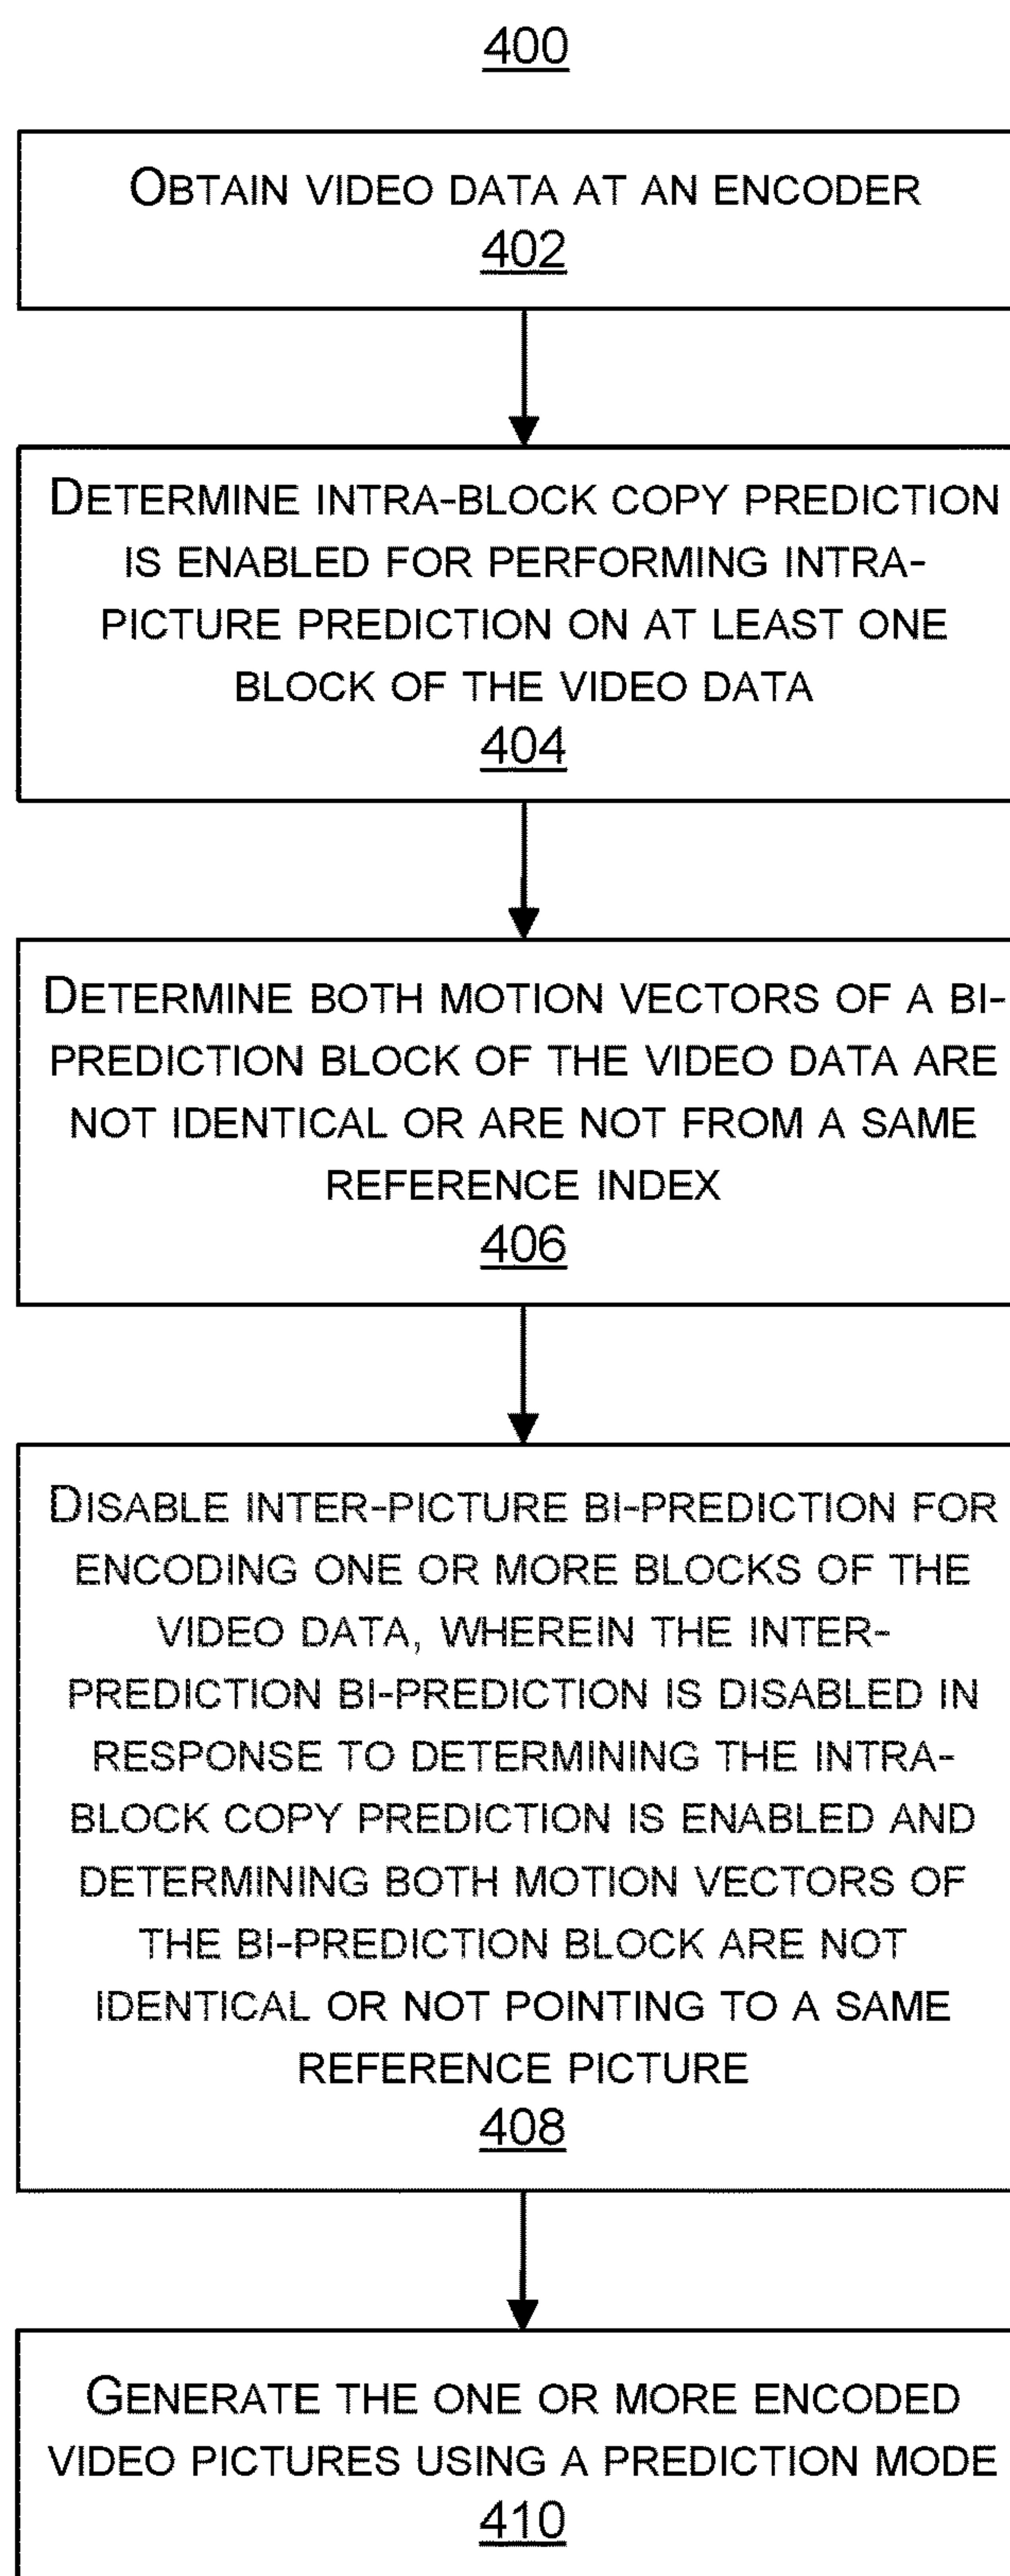 400
OBTAIN VIDEO DATA AT AN ENCODER
402
DETERMINE INTRA-BLOCK COPY PREDICTION
IS ENABLED FOR PERFORMING INTRA-
PICTURE PREDICTION ON AT LEAST ONE
BLOCK OF THE VIDEO DATA
404
DETERMINE BOTH MOTION VECTORS OF A BI-
PREDICTION BLOCK OF THE VIDEO DATA ARE
NOT IDENTICAL OR ARE NOT FROM A SAME
REFERENCE INDEX
406
DISABLE INTER-PICTURE BI-PREDICTION FOR
ENCODING ONE OR MORE BLOCKS OF THE
VIDEO DATA, WHEREIN THE INTER-
PREDICTION BI-PREDICTION IS DISABLED IN
RESPONSE TO DETERMINING THE INTRA-
BLOCK COPY PREDICTION IS ENABLED AND
DETERMINING BOTH MOTION VECTORS OF
THE BI-PREDICTION BLOCK ARE NOT
IDENTICAL OR NOT POINTING TO A SAME
REFERENCE PICTURE
408
GENERATE THE ONE OR MORE ENCODED
VIDEO PICTURES USING A PREDICTION MODE
410